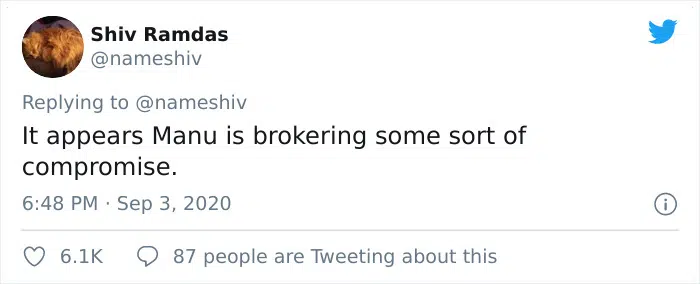 Shiv Ramdas
@nameshiv
Replying to @nameshiv
It appears Manu is brokering some sort of
compromise.
6:48 PM · Sep 3, 2020
6.1K 87 people are Tweeting about this